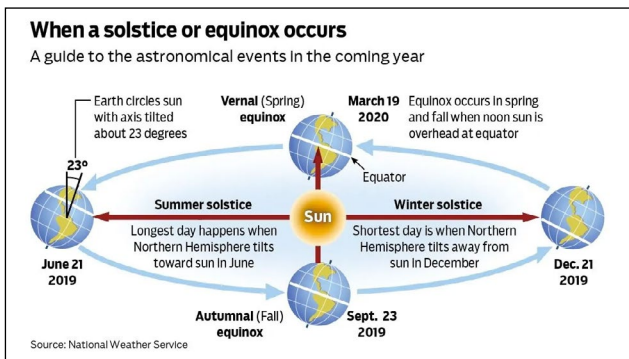 When a solstice or equinox occurs
A guide to the astronomical events in the coming year
Earth circles sun
with axis tilted
about 23 degrees
Vernal (Spring)
equinox
March 19
2020
Equinox occurs in spring
and fall when noon sun is
overhead at equator
23º
Equator
Summer solstice
Longest day happens when
Northern Hemisphere tilts
toward sun in June
Sun
Winter solstice
Shortest day is when Northern
Hemisphere tilts away from
sun in December
June 21
2019
Dec. 21
2019
Autumnal (Fall)
equinox
Sept. 23
2019
Source: National Weather Service